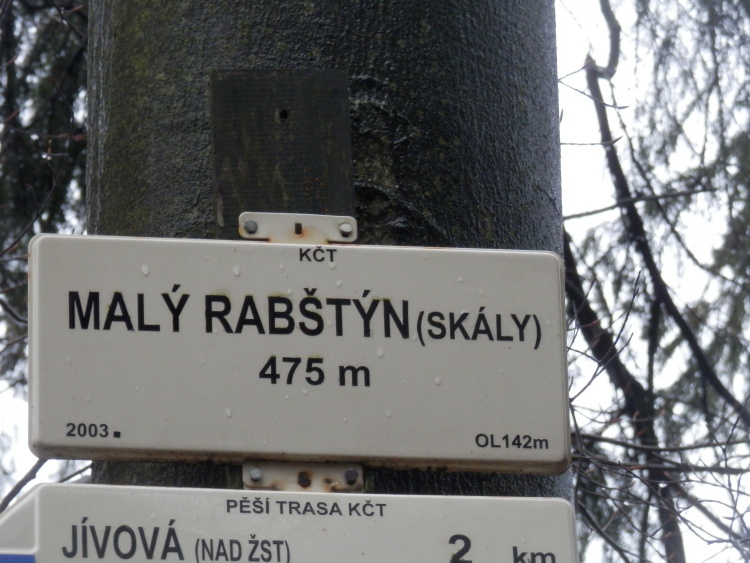 KČT
MALÝ RABŠTÝN (SKÁLY)
475 m
2003. OL142m
PĚŠÍ TRASA KČT
JÍVOVÁ (NAD ŽST) 2 km